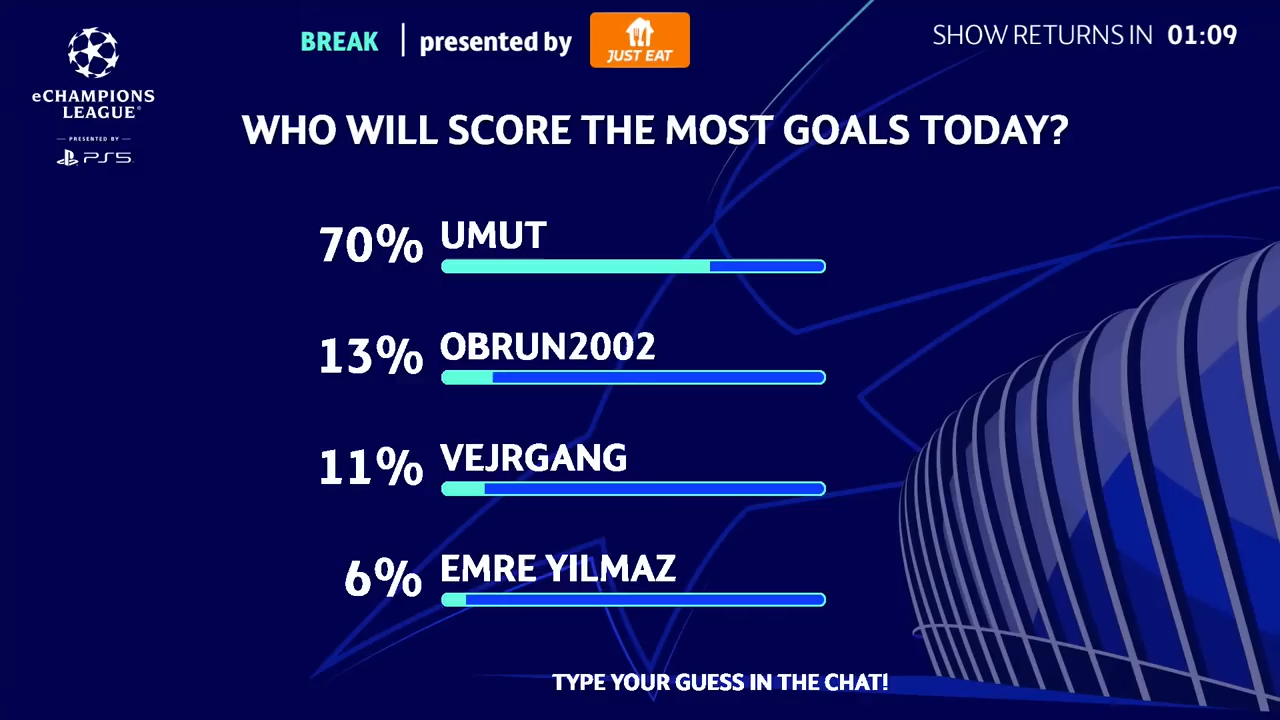 BREAK | presented by JUST EAT
SHOW RETURNS IN 01:09
eCHAMPIONS
LEAGUE®
PRESENTED BY
PS5
WHO WILL SCORE THE MOST GOALS TODAY?
70% UMUT
13% OBRUN2002
11% VEJRGANG
6% EMRE YILMAZ
TYPE YOUR GUESS IN THE CHAT!